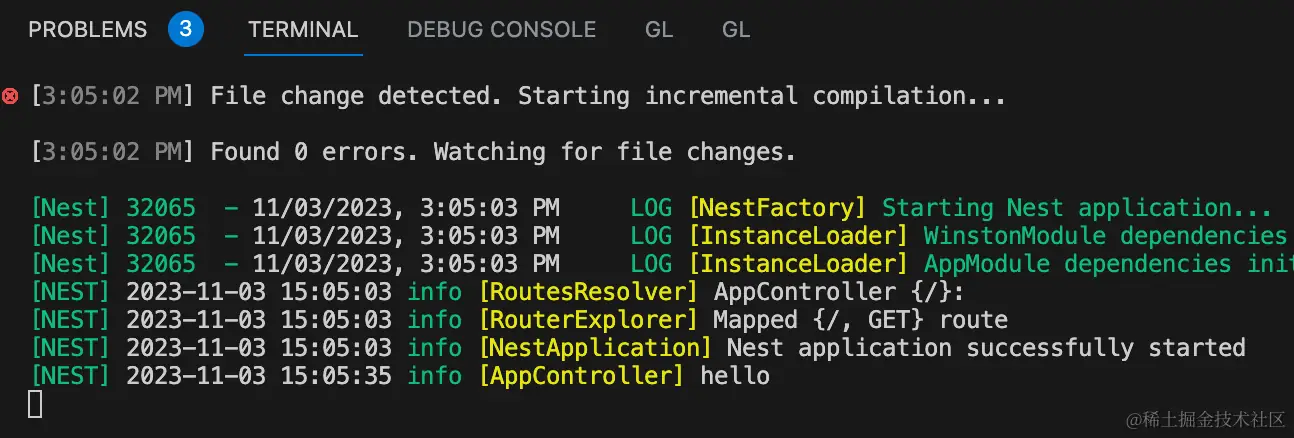 PROBLEMS 3 TERMINAL DEBUG CONSOLE GL GL
[3:05:02 PM] File change detected. Starting incremental compilation...
[3:05:02 PM] Found 0 errors. Watching for file changes.
[Nest] 32065  - 11/03/2023, 3:05:03 PM     LOG [NestFactory] Starting Nest application...
[Nest] 32065  - 11/03/2023, 3:05:03 PM     LOG [InstanceLoader] WinstonModule dependencies
[Nest] 32065  - 11/03/2023, 3:05:03 PM     LOG [InstanceLoader] AppModule dependencies init
[NEST] 2023-11-03 15:05:03 info [RoutesResolver] AppController {/}:
[NEST] 2023-11-03 15:05:03 info [RouterExplorer] Mapped {/, GET} route
[NEST] 2023-11-03 15:05:03 info [NestApplication] Nest application successfully started
[NEST] 2023-11-03 15:05:35 info [AppController] hello
@稀土掘金技术社区